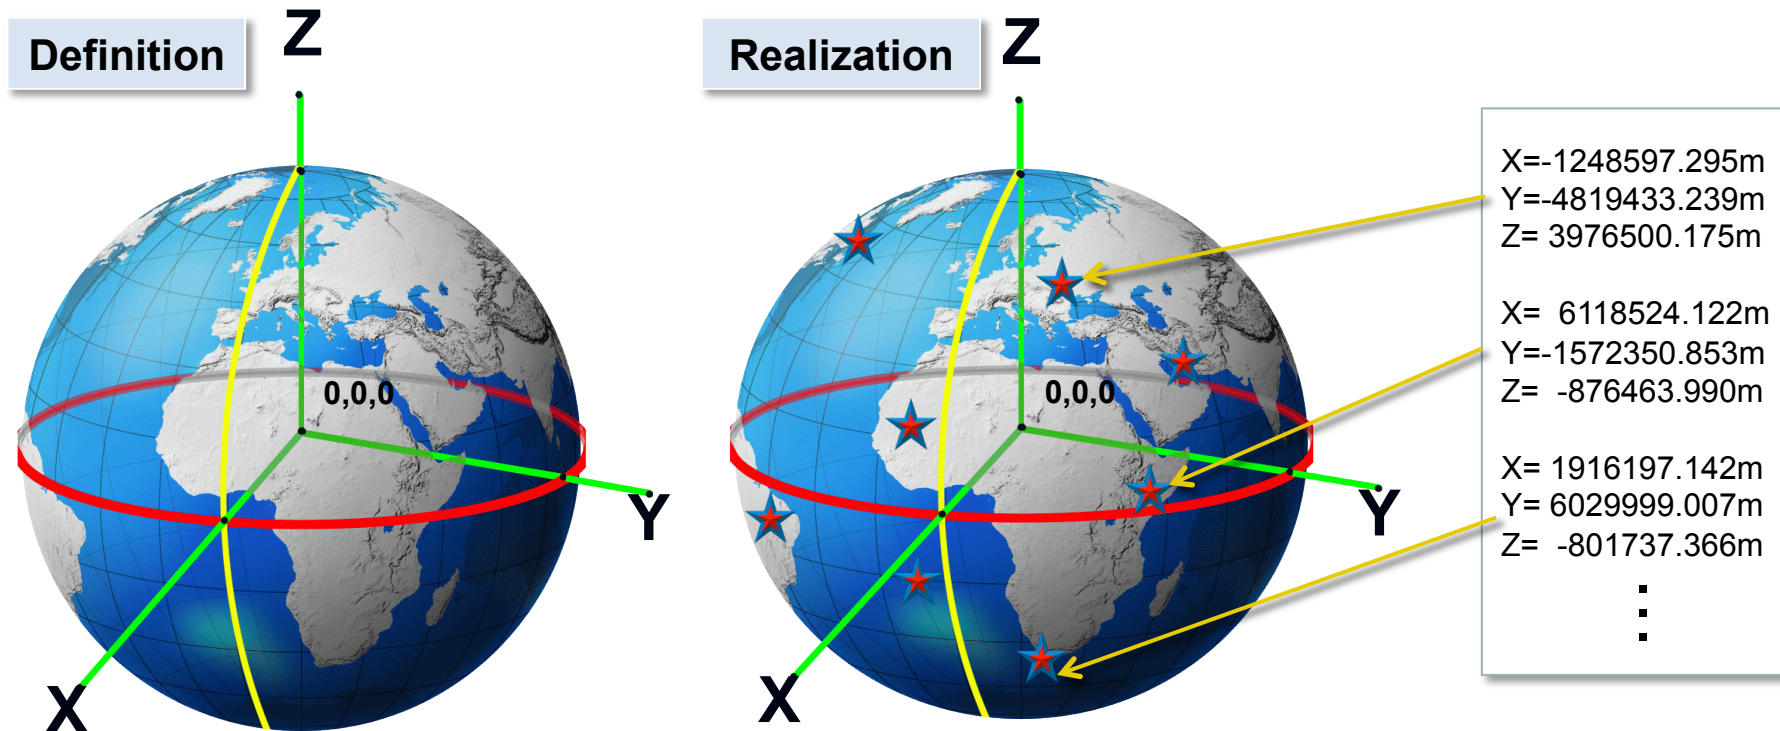 Definition
Z
0,0,0
Y
X
Realization
Z
0,0,0
Y
X
X=-1248597.295m
Y=-4819433.239m
Z= 3976500.175m
X= 6118524.122m
Y=-1572350.853m
Z= -876463.990m
X= 1916197.142m
Y= 6029999.007m
Z= -801737.366m
⋮